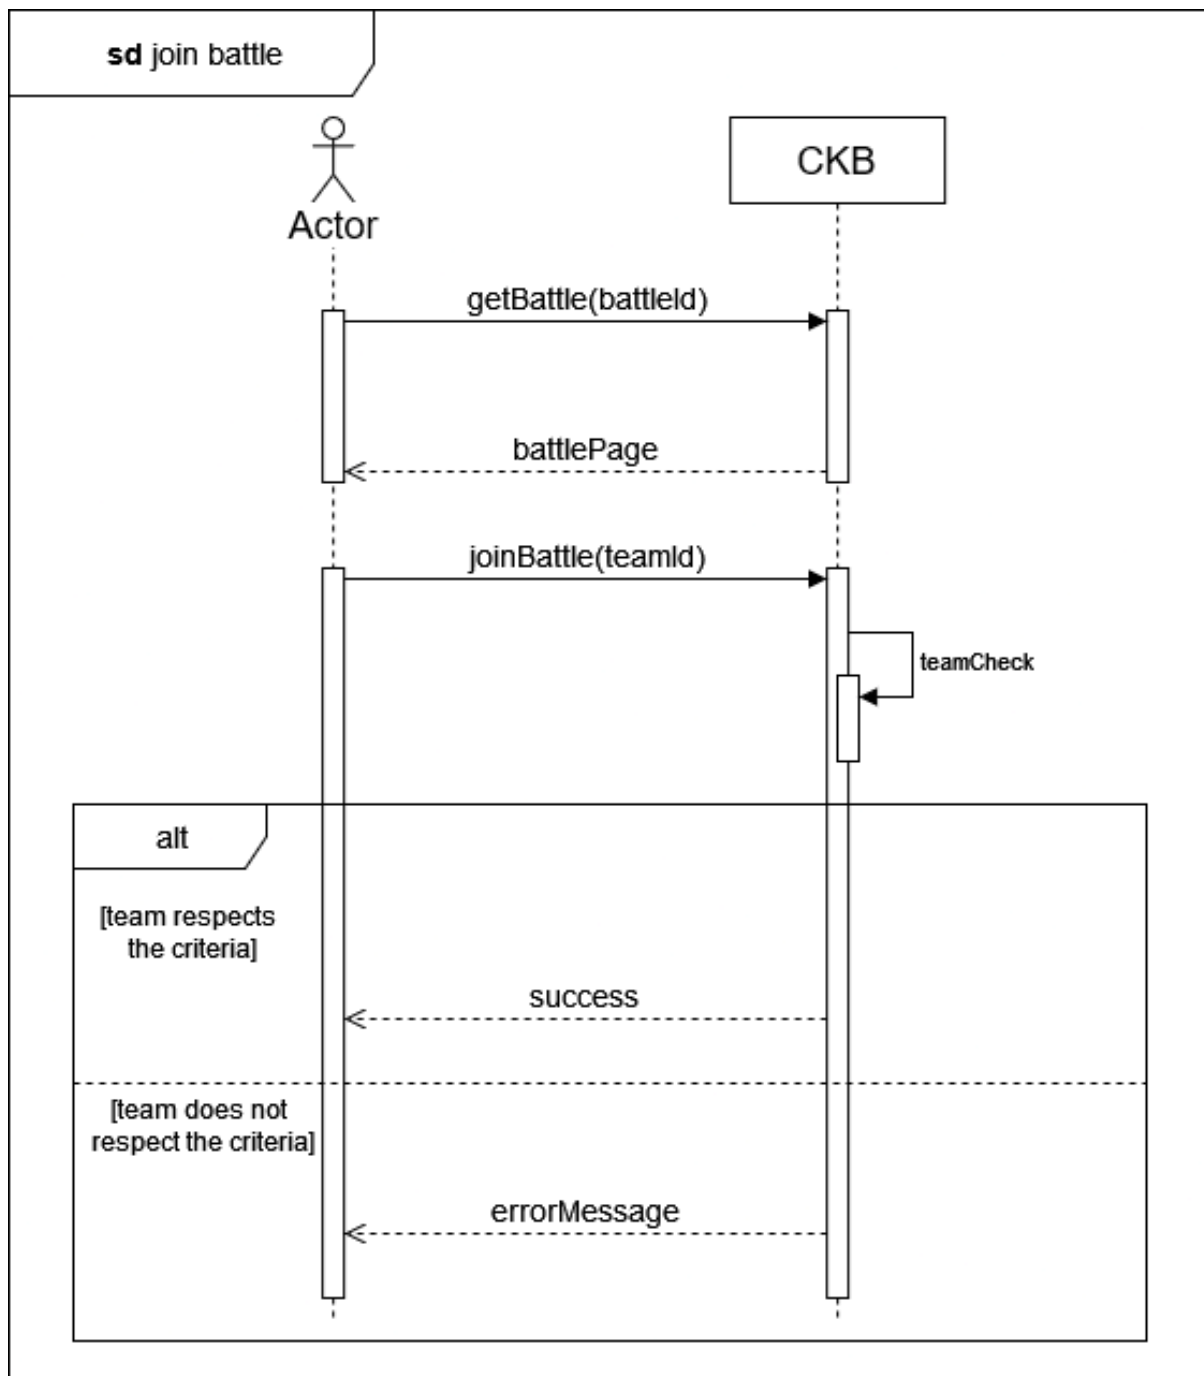 sd join battle
Actor
CKB
getBattle(battleId)
battlePage
joinBattle(teamId)
teamCheck
alt
[team respects
the criteria]
success
[team does not
respect the criteria]
errorMessage